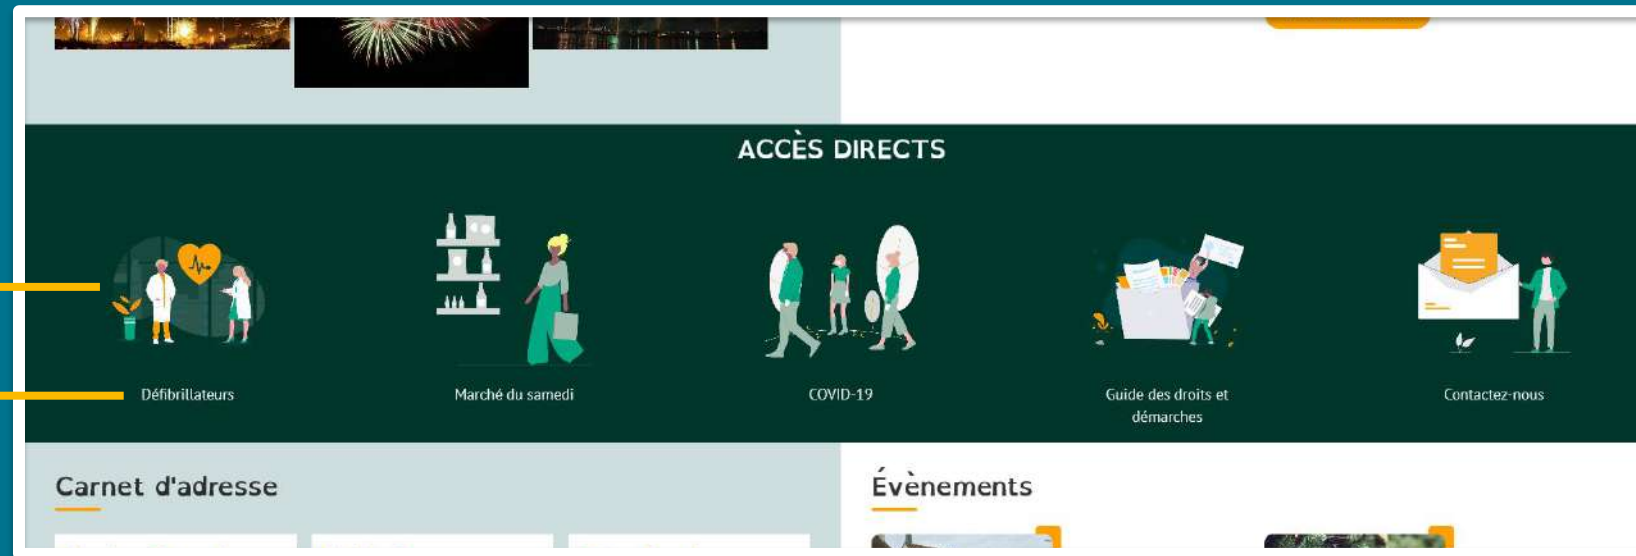 ACCÈS DIRECTS
Défibrillateurs
Marché du samedi
COVID-19
Guide des droits et
démarches
Contactez-nous
Carnet d'adresse
Évènements